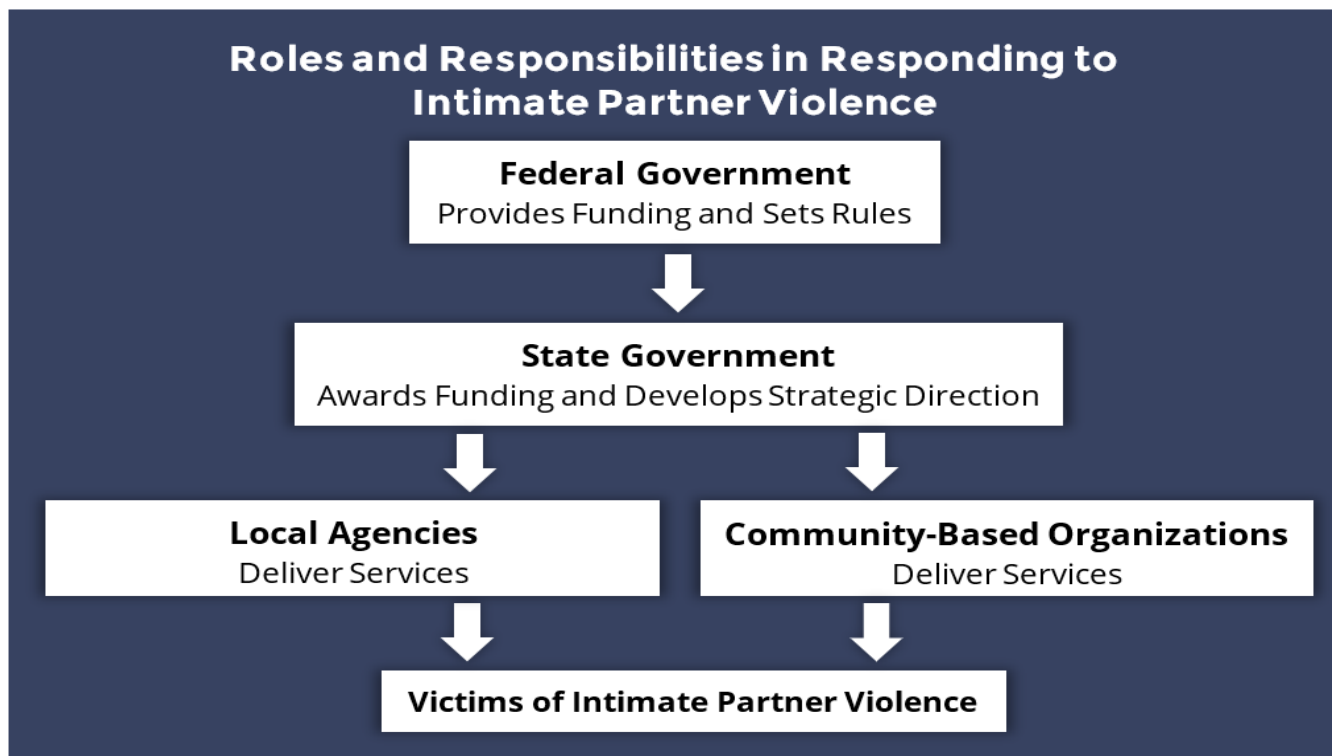 Roles and Responsibilities in Responding to
Intimate Partner Violence
Federal Government
Provides Funding and Sets Rules
State Government
Awards Funding and Develops Strategic Direction
Local Agencies
Deliver Services
Community-Based Organizations
Deliver Services
Victims of Intimate Partner Violence